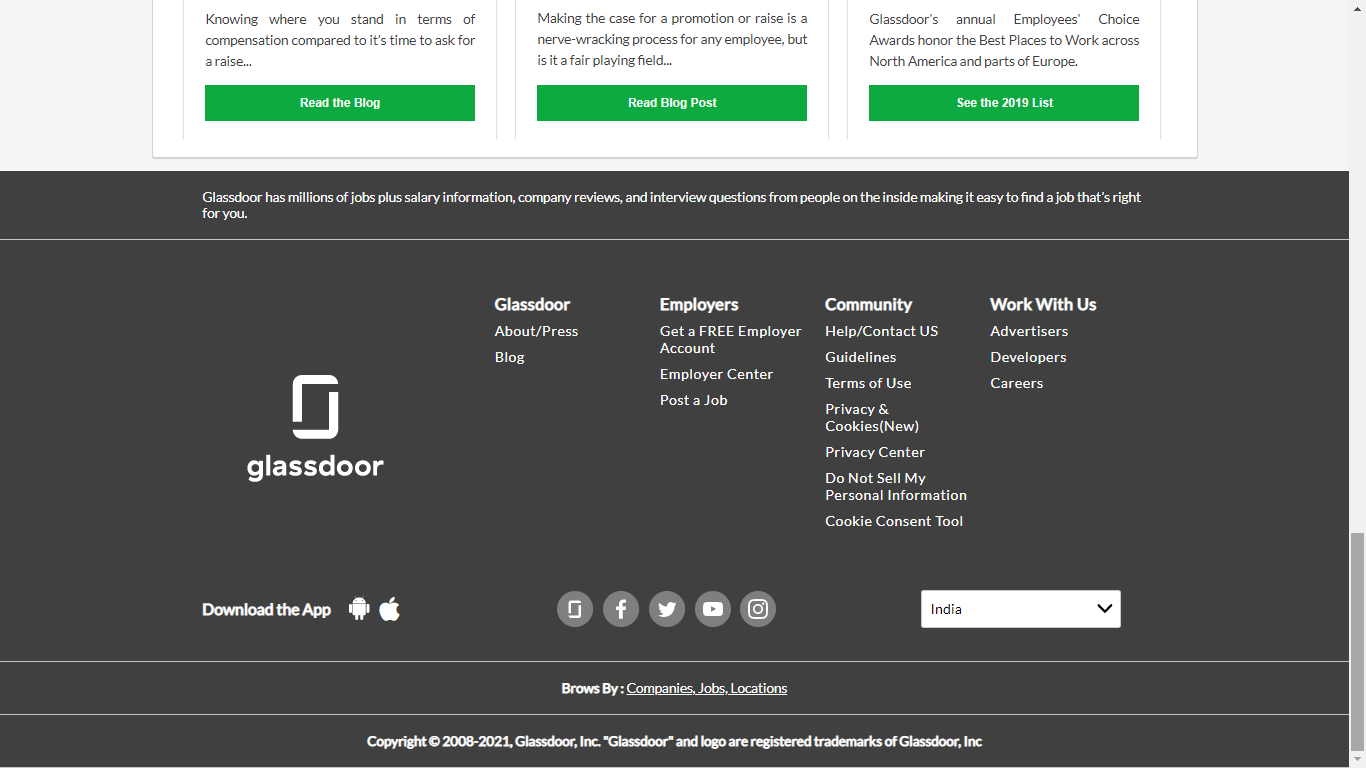 Knowing where you stand in terms of
compensation compared to it's time to ask for
a raise...
Read the Blog
Making the case for a promotion or raise is a
nerve-wracking process for any employee, but
is it a fair playing field...
Read Blog Post
Glassdoor's annual Employees' Choice
Awards honor the Best Places to Work across
North America and parts of Europe.
See the 2019 List
Glassdoor has millions of jobs plus salary information, company reviews, and interview questions from people on the inside making it easy to find a job that's right
for you.
glassdoor
Glassdoor
About/Press
Blog
Employers
Get a FREE Employer
Account
Employer Center
Post a Job
Community
Help/Contact US
Guidelines
Terms of Use
Privacy &
Cookies(New)
Privacy Center
Do Not Sell My
Personal Information
Cookie Consent Tool
Work With Us
Advertisers
Developers
Careers
Download the App
India
Brows By : Companies, Jobs, Locations
Copyright © 2008-2021, Glassdoor, Inc. "Glassdoor" and logo are registered trademarks of Glassdoor, Inc